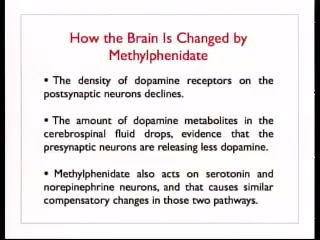 How the Brain Is Changed by
Methylphenidate
▪ The density of dopamine receptors on the
postsynaptic neurons declines.
▪ The amount of dopamine metabolites in the
cerebrospinal fluid drops, evidence that the
presynaptic neurons are releasing less dopamine.
▪ Methylphenidate also acts on serotonin and
norepinephrine neurons, and that causes similar
compensatory changes in those two pathways.